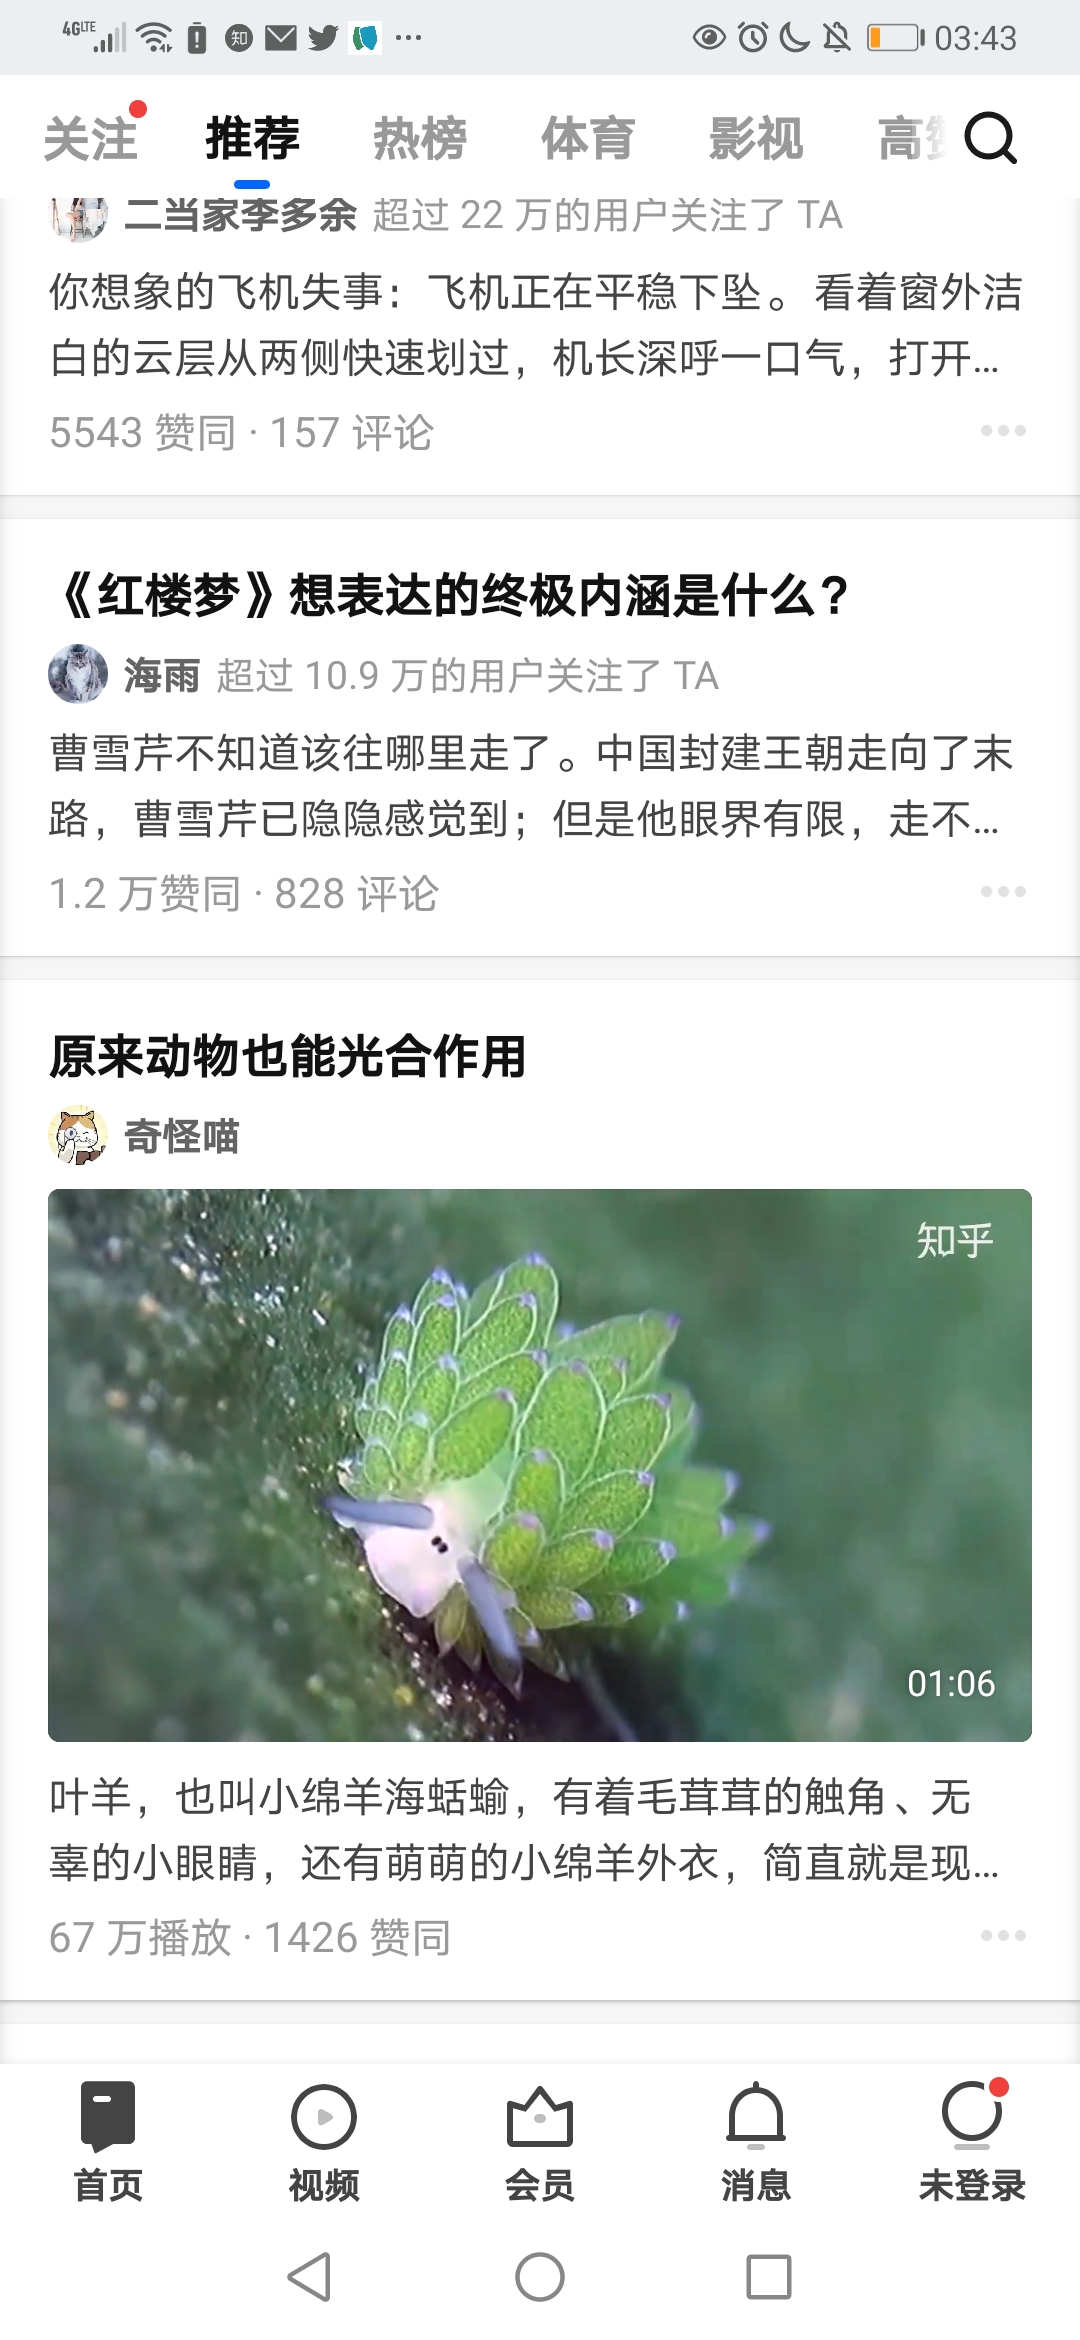 4G LTE
知
03:43
关注 推荐 热榜 体育 影视 高
二当家李多余 超过 22 万的用户关注了 TA
你想象的飞机失事：飞机正在平稳下坠。看着窗外洁
白的云层从两侧快速划过，机长深呼一口气，打开...
5543 赞同 · 157 评论
《红楼梦》想表达的终极内涵是什么？
海雨 超过 10.9 万的用户关注了 TA
曹雪芹不知道该往哪里走了。中国封建王朝走向了末
路，曹雪芹已隐隐感觉到；但是他眼界有限，走不...
1.2 万赞同 · 828 评论
原来动物也能光合作用
奇怪喵
知乎
01:06
叶羊，也叫小绵羊海蛞蝓，有着毛茸茸的触角、无
辜的小眼睛，还有萌萌的小绵羊外衣，简直就是现...
67 万播放 · 1426 赞同
首页 视频 会员 消息 未登录